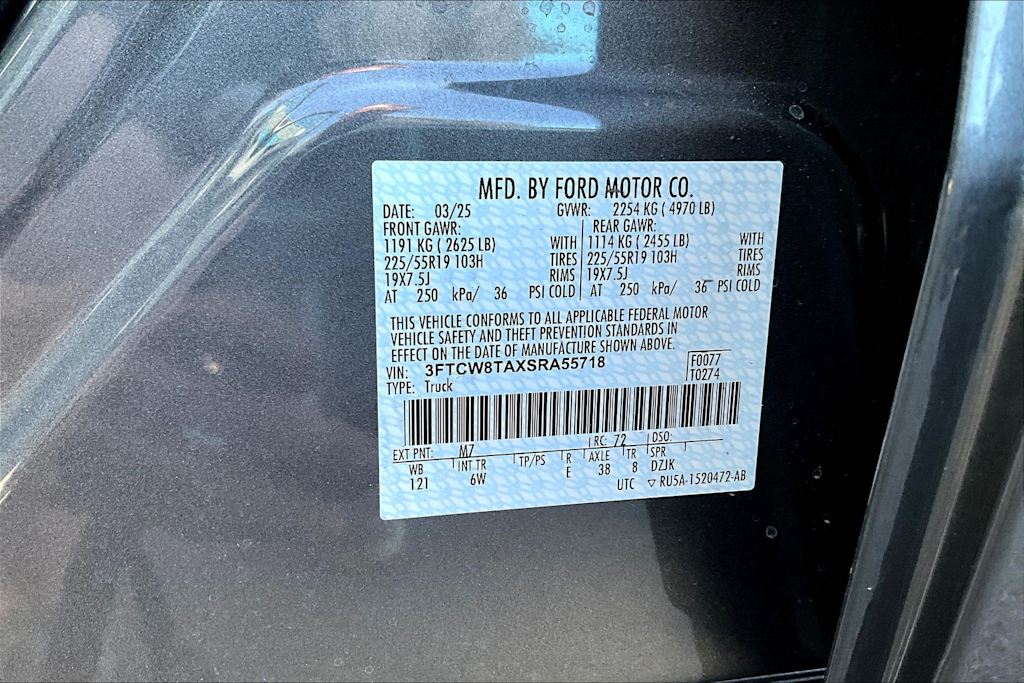 MFD. BY FORD MOTOR CO.
DATE: 03/25 GVWR: 2254 KG ( 4970 LB)
FRONT GAWR: REAR GAWR:
1191 KG ( 2625 LB) WITH 1114 KG ( 2455 LB) WITH
225/55R19 103H TIRES 225/55R19 103H TIRES
19X7.5J RIMS 19X7.5J RIMS
AT 250 kPa/ 36 PSI COLD AT 250 kPa/ 36 PSI COLD
THIS VEHICLE CONFORMS TO ALL APPLICABLE FEDERAL MOTOR
VEHICLE SAFETY AND THEFT PREVENTION STANDARDS IN
EFFECT ON THE DATE OF MANUFACTURE SHOWN ABOVE.
VIN: 3FTCW8TAXSRA55718 F0077
TYPE: Truck T0274
EXT PNT: M7 RC: 72 DSO:
WB INT TR TP/PS R AXLE TR SPR
121 6W E 38 8 DZJK
UTC ▽ RU5A-1520472-AB